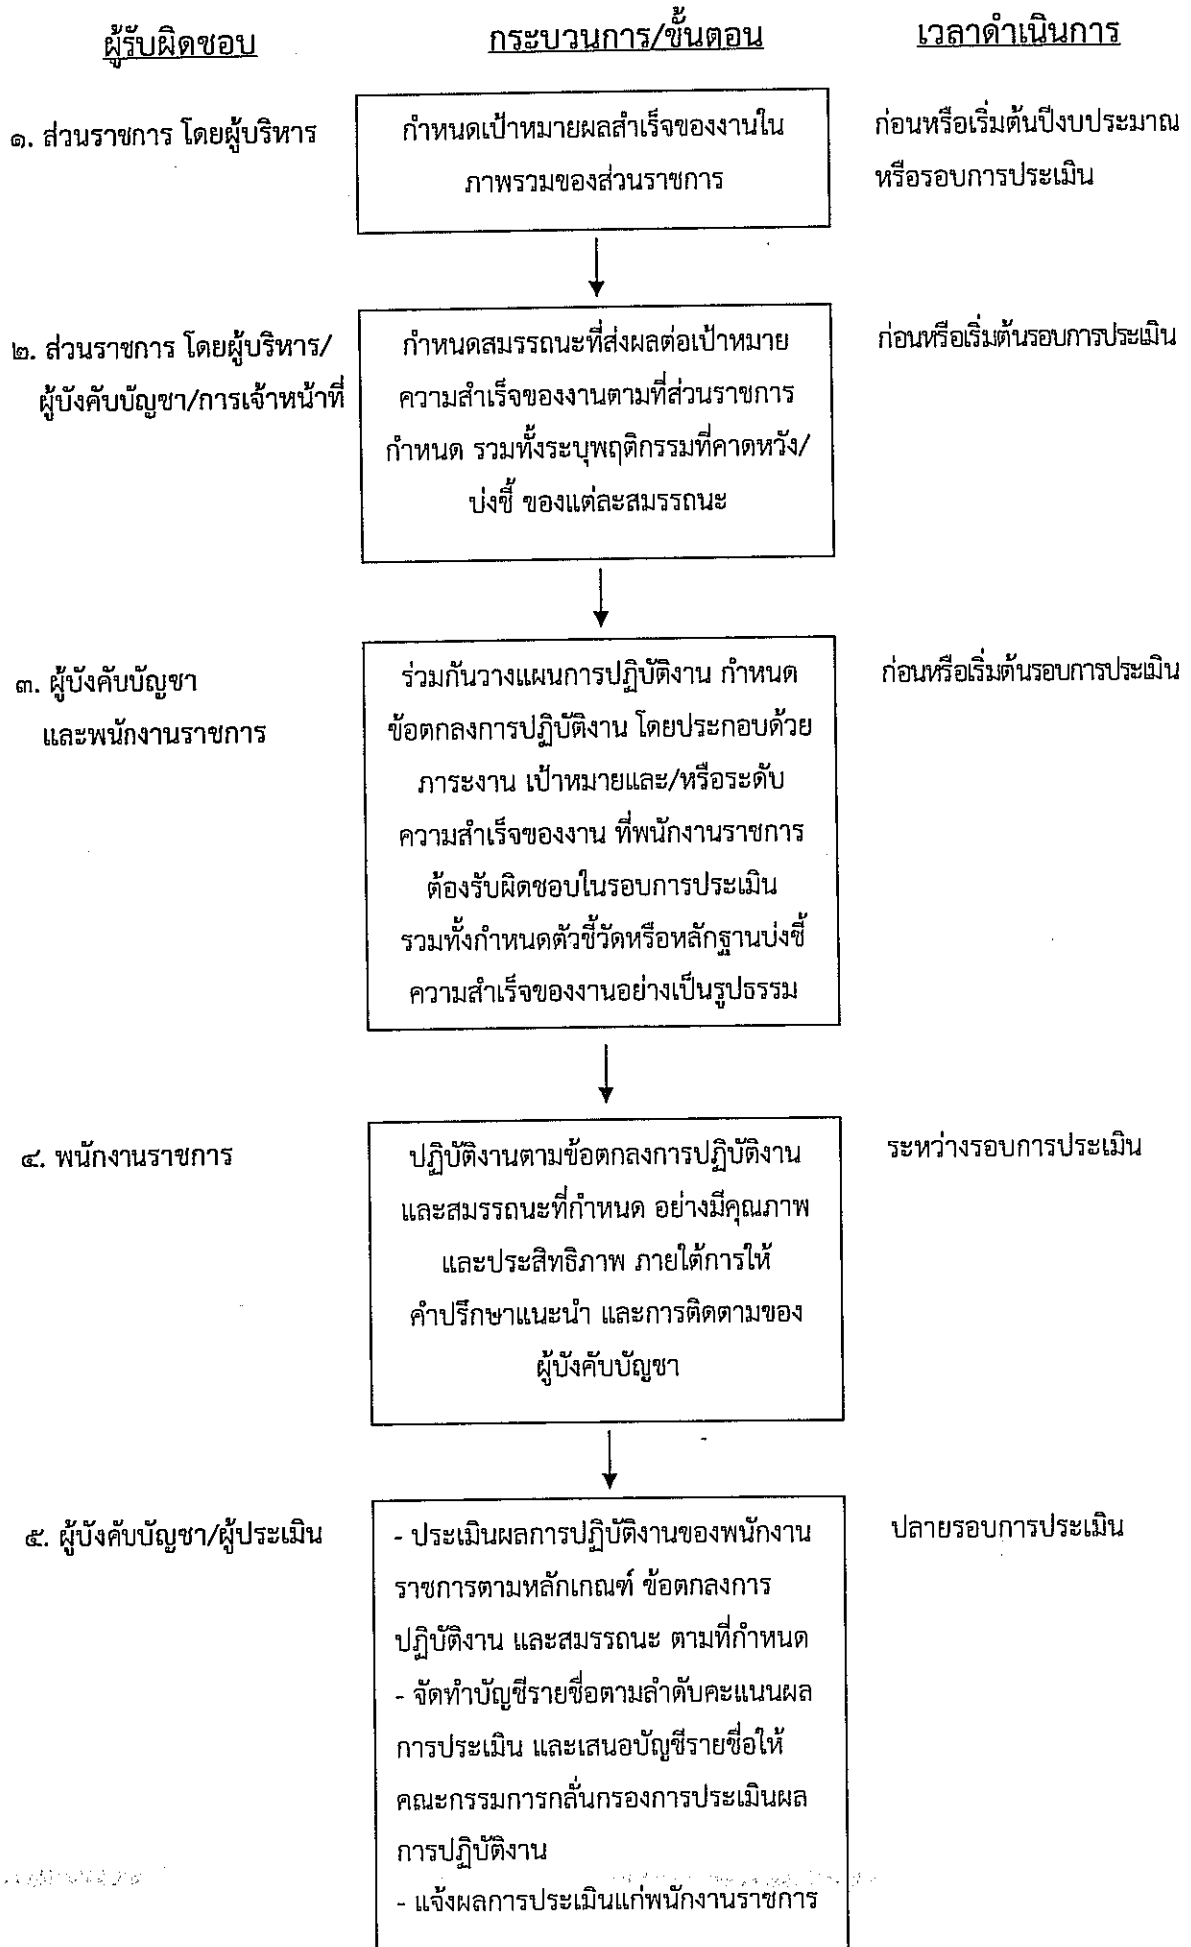 ผู้รับผิดชอบ
กระบวนการ/ขั้นตอน
เวลาดำเนินการ
๑. ส่วนราชการ โดยผู้บริหาร
กำหนดเป้าหมายผลสำเร็จของงานใน
ภาพรวมของส่วนราชการ
ก่อนหรือเริ่มต้นปีงบประมาณ
หรือรอบการประเมิน
๒. ส่วนราชการ โดยผู้บริหาร/
ผู้บังคับบัญชา/การเจ้าหน้าที่
กำหนดสมรรถนะที่ส่งผลต่อเป้าหมาย
ความสำเร็จของงานตามที่ส่วนราชการ
กำหนด รวมทั้งระบุพฤติกรรมที่คาดหวัง/
บ่งชี้ ของแต่ละสมรรถนะ
ก่อนหรือเริ่มต้นรอบการประเมิน
๓. ผู้บังคับบัญชา
และพนักงานราชการ
ร่วมกันวางแผนการปฏิบัติงาน กำหนด
ข้อตกลงการปฏิบัติงาน โดยประกอบด้วย
ภาระงาน เป้าหมายและ/หรือระดับ
ความสำเร็จของงาน ที่พนักงานราชการ
ต้องรับผิดชอบในรอบการประเมิน
รวมทั้งกำหนดตัวชี้วัดหรือหลักฐานบ่งชี้
ความสำเร็จของงานอย่างเป็นรูปธรรม
ก่อนหรือเริ่มต้นรอบการประเมิน
๔. พนักงานราชการ
ปฏิบัติงานตามข้อตกลงการปฏิบัติงาน
และสมรรถนะที่กำหนด อย่างมีคุณภาพ
และประสิทธิภาพ ภายใต้การให้
คำปรึกษาแนะนำ และการติดตามของ
ผู้บังคับบัญชา
ระหว่างรอบการประเมิน
๕. ผู้บังคับบัญชา/ผู้ประเมิน
- ประเมินผลการปฏิบัติงานของพนักงาน
ราชการตามหลักเกณฑ์ ข้อตกลงการ
ปฏิบัติงาน และสมรรถนะ ตามที่กำหนด
- จัดทำบัญชีรายชื่อตามลำดับคะแนนผล
การประเมิน และเสนอบัญชีรายชื่อให้
คณะกรรมการกลั่นกรองการประเมินผล
การปฏิบัติงาน
- แจ้งผลการประเมินแก่พนักงานราชการ
ปลายรอบการประเมิน